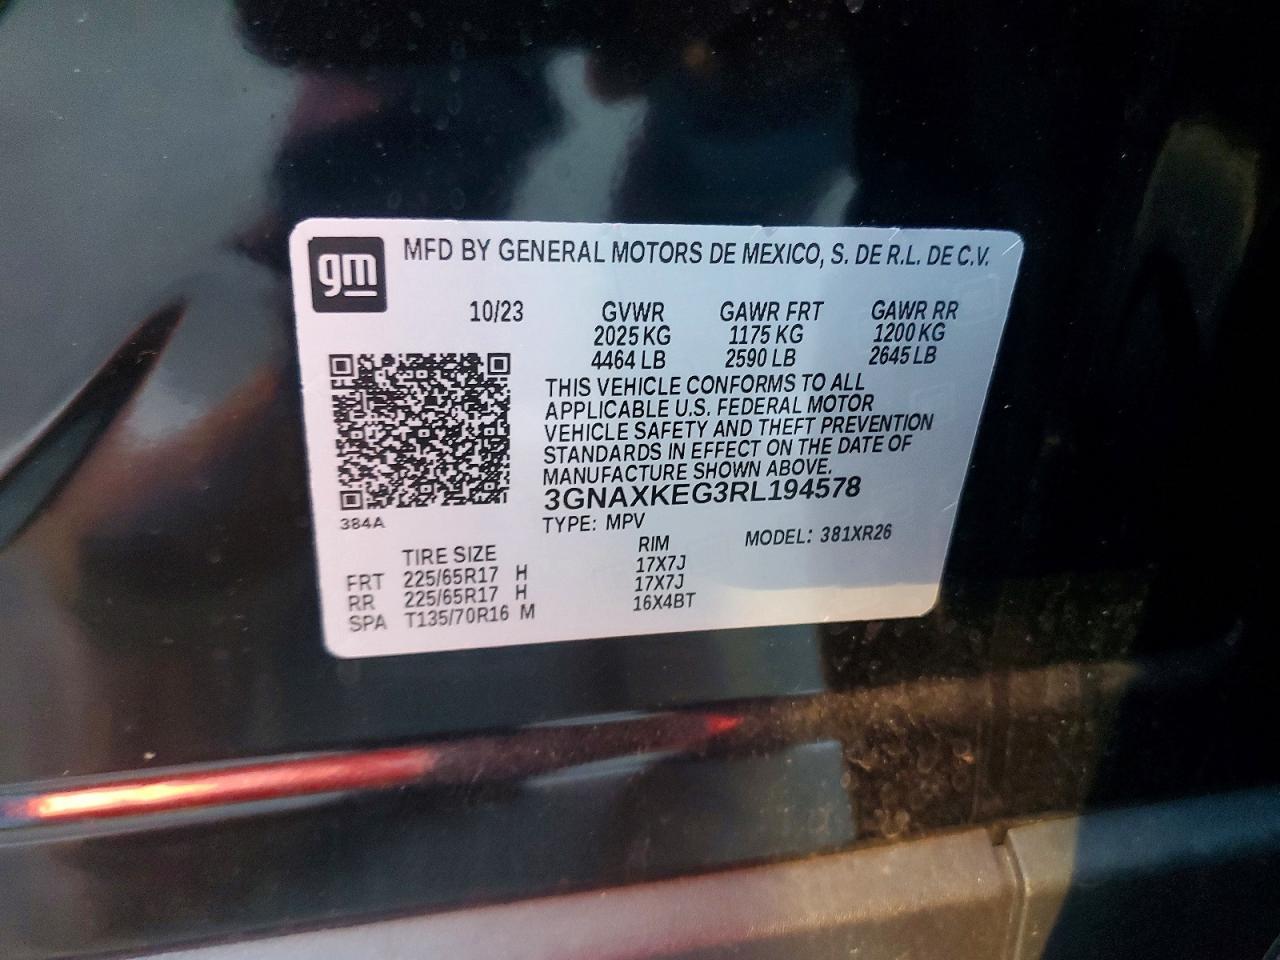 gm
MFD BY GENERAL MOTORS DE MEXICO, S. DE R.L. DE C.V.
10/23 GVWR GAWR FRT GAWR RR
2025 KG 1175 KG 1200 KG
4464 LB 2590 LB 2645 LB
THIS VEHICLE CONFORMS TO ALL
APPLICABLE U.S. FEDERAL MOTOR
VEHICLE SAFETY AND THEFT PREVENTION
STANDARDS IN EFFECT ON THE DATE OF
MANUFACTURE SHOWN ABOVE.
3GNAXKEG3RL194578
384A
TYPE: MPV MODEL: 381XR26
TIRE SIZE RIM
FRT 225/65R17 H 17X7J
RR 225/65R17 H 17X7J
SPA T135/70R16 M 16X4BT